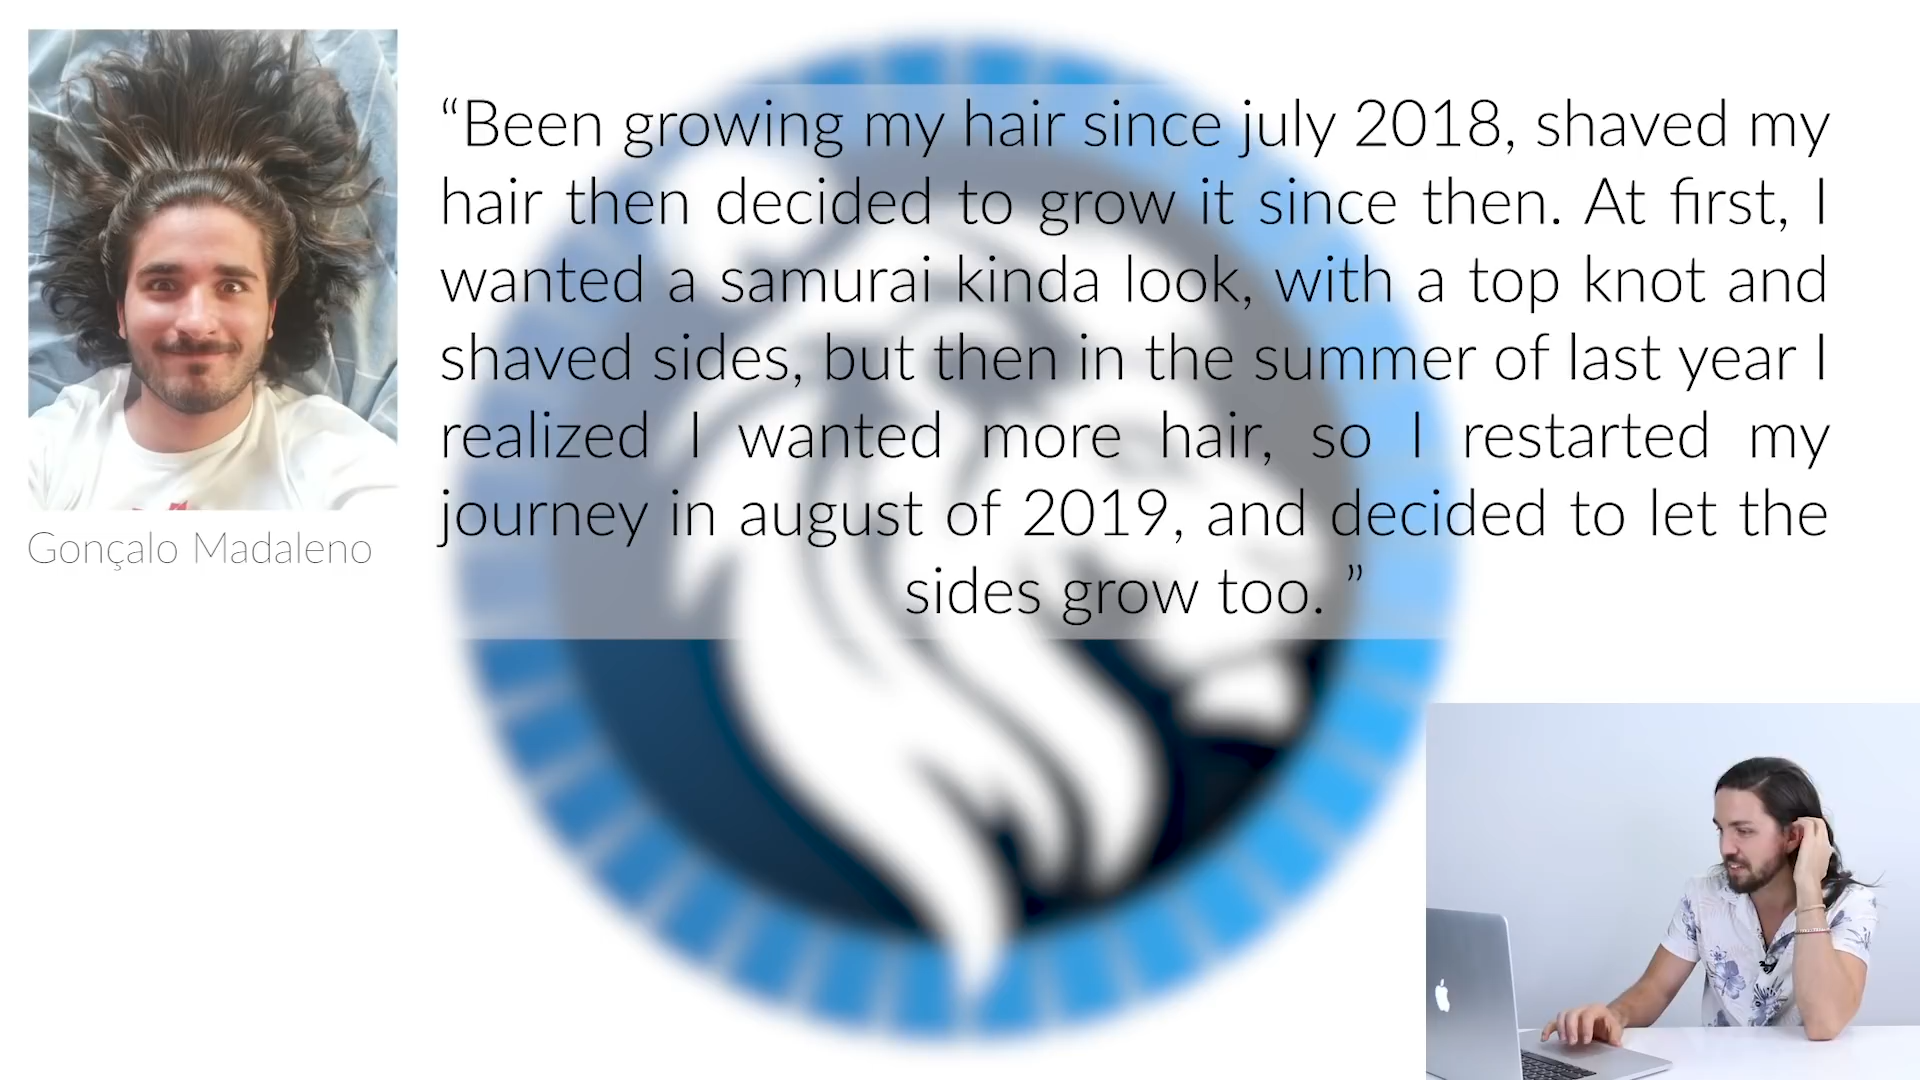 “Been growing my hair since july 2018, shaved my
hair then decided to grow it since then. At first, I
wanted a samurai kinda look, with a top knot and
shaved sides, but then in the summer of last year I
realized I wanted more hair, so I restarted my
journey in august of 2019, and decided to let the
sides grow too. ”
Gonçalo Madaleno